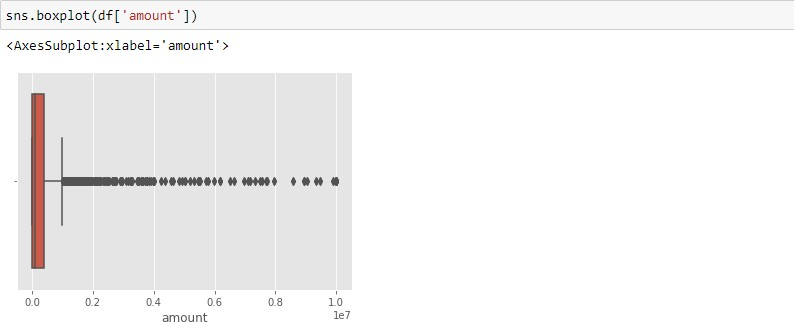 sns.boxplot(df['amount'])
<AxesSubplot:xlabel='amount'>
0.0 0.2 0.4 0.6 0.8 1.0
1e7
amount